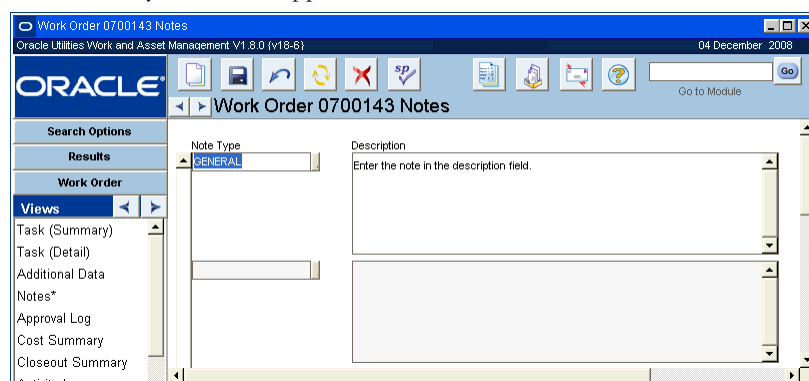 Work Order 0700143 Notes
Oracle Utilities Work and Asset Management V1.8.0 (v18-6) 04 December 2008
ORACLE
sp
Go
Go to Module
Work Order 0700143 Notes
Search Options
Results
Work Order
Views
Task (Summary)
Task (Detail)
Additional Data
Notes*
Approval Log
Cost Summary
Closeout Summary
Note Type Description
GENERAL Enter the note in the description field.